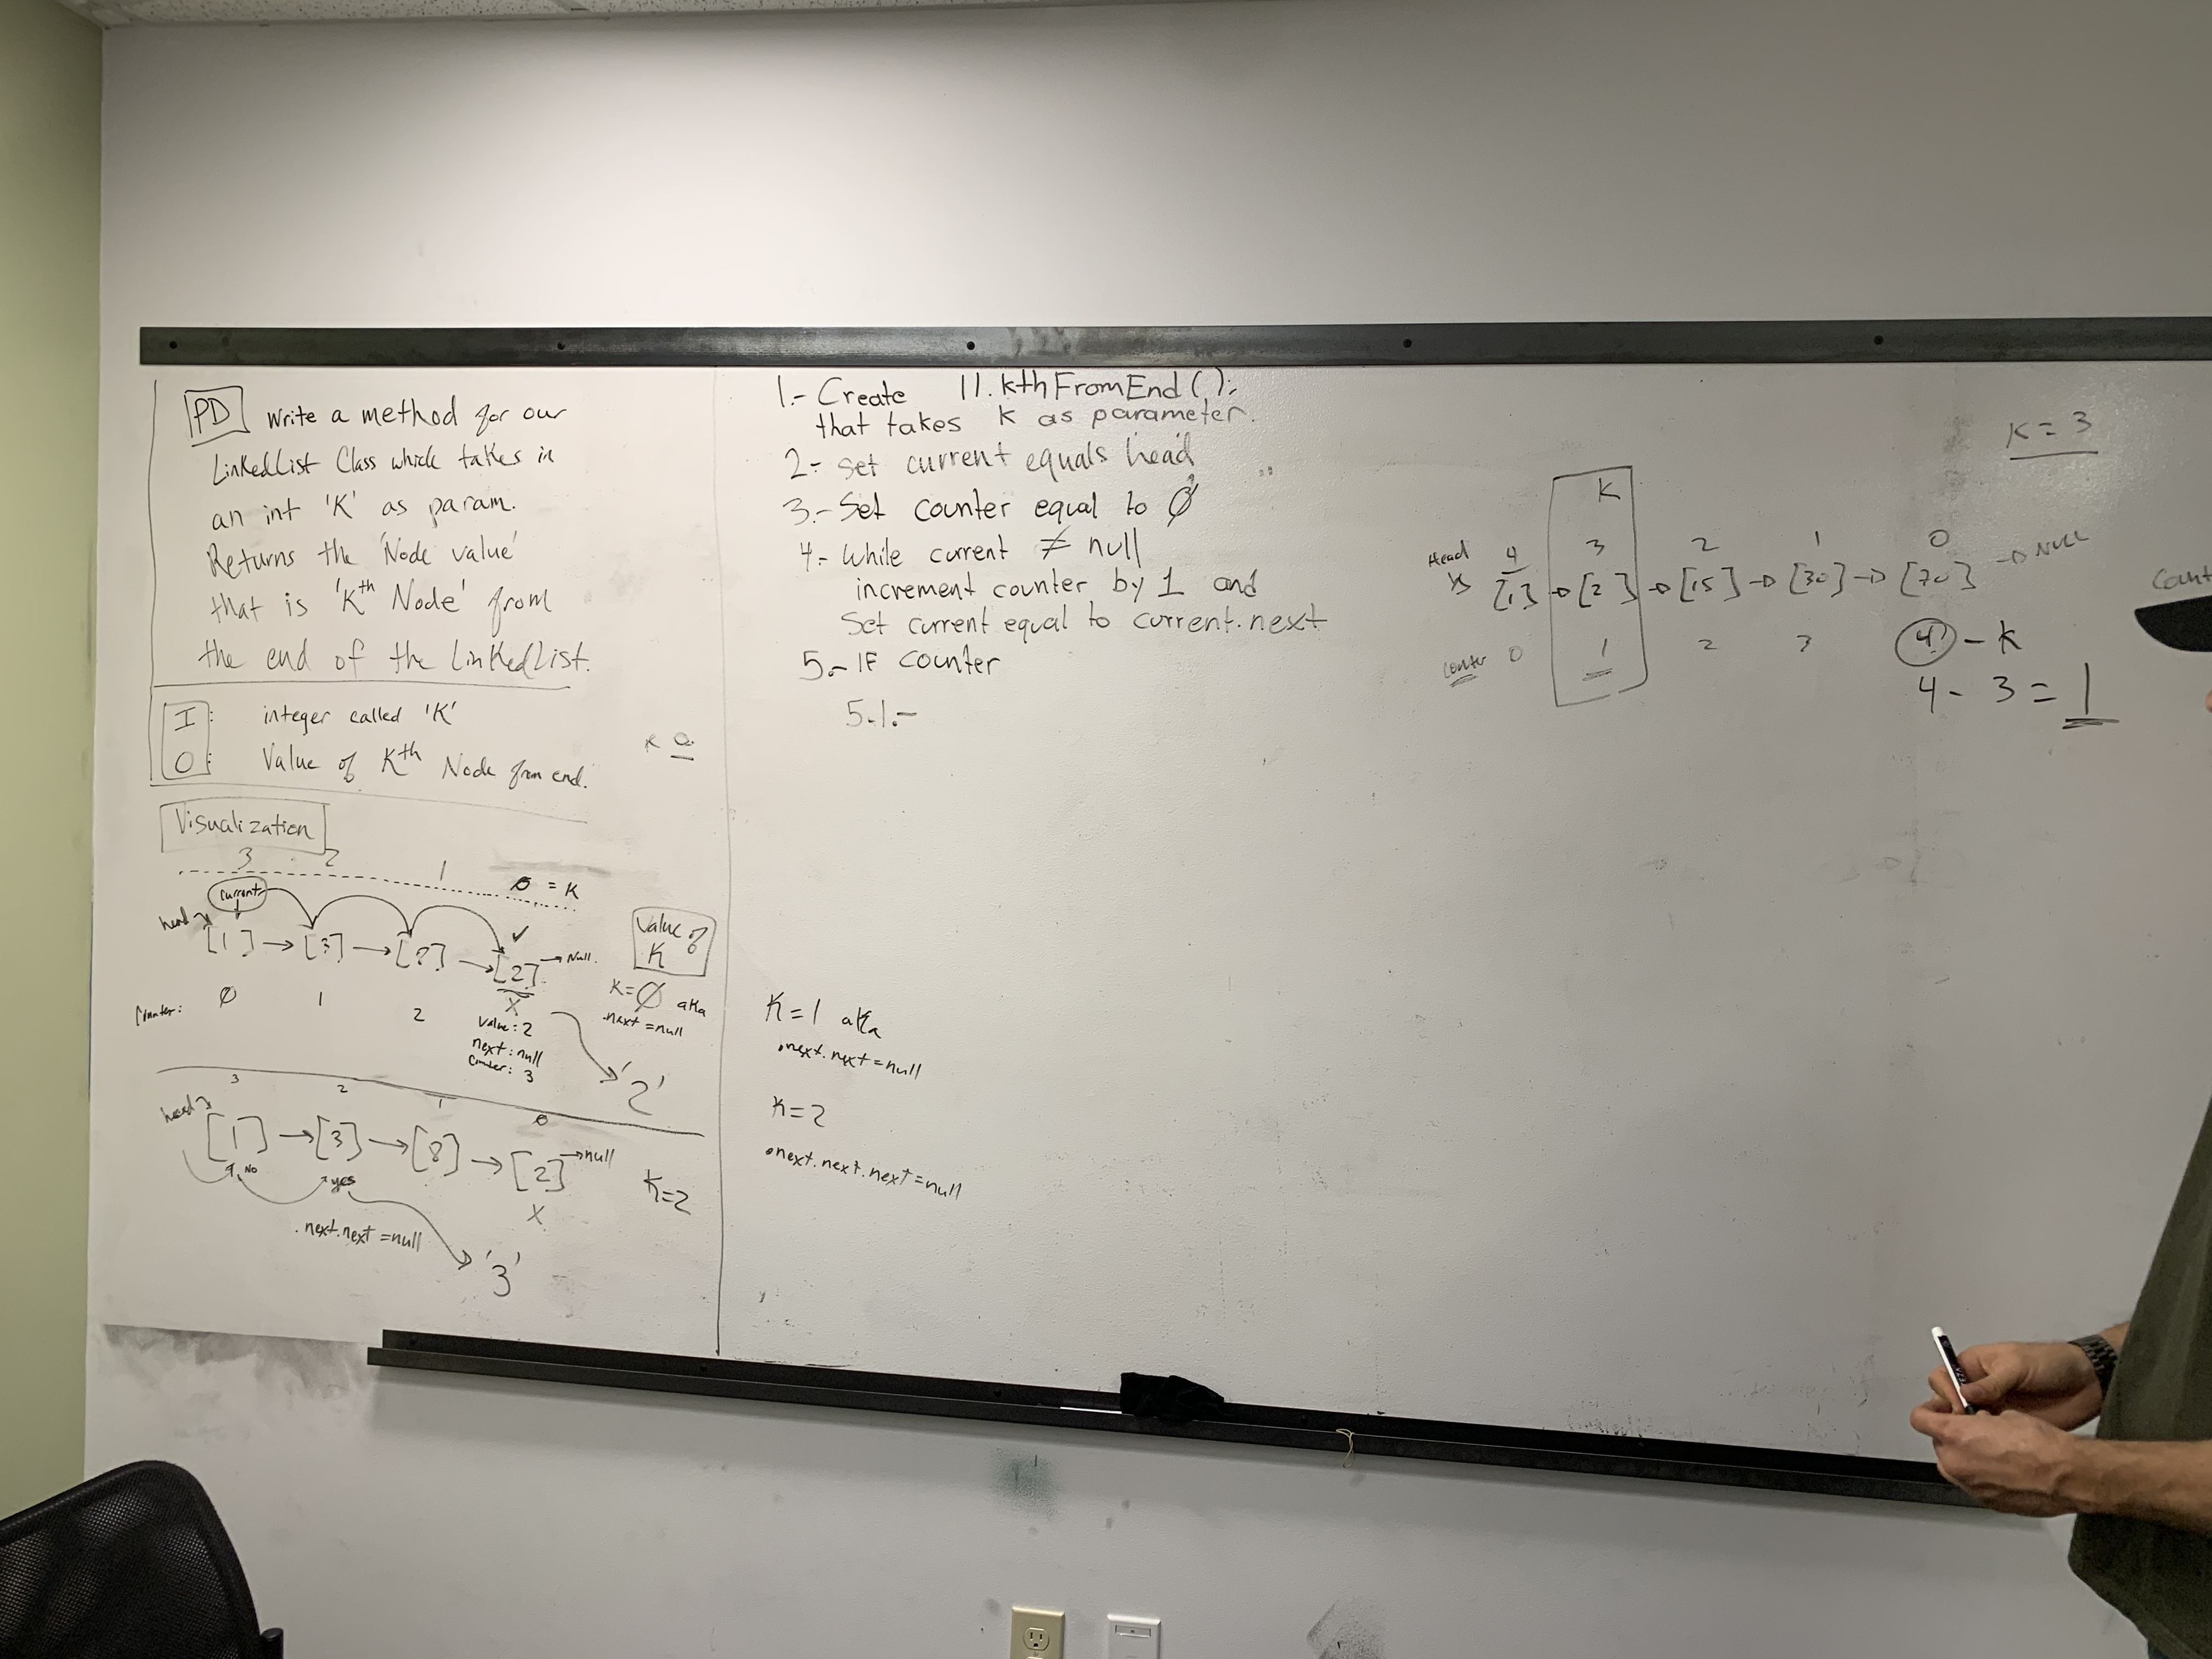 PD Write a method for our
LinkedList Class which takes in
an int 'K' as param.
Returns the 'Node value'
that is 'Kth Node' from
the end of the LinkedList.
I: integer called 'K'
O: Value of Kth Node from end.
Visualization
3 2 1 0 = K
current
head
[1] → [3] → [8] → [2] → Null.
✓
Counter: 0 1 2
X
Value: 2
next: null
Counter: 3
'2'
Value of
K
K=0 aka
.next = null
3 2 1 0
head
[1] → [3] → [8] → [2] → null
NO
yes
X
K=2
.next.next = null
'3'
1.- Create ll.kthFromEnd();
that takes k as parameter.
2.- set current equals head
3.- Set counter equal to 0
4.- While current ≠ null
increment counter by 1 and
Set current equal to current.next
5.- IF counter
5.1.-
K=1 aka
.next.next = null
K=2
.next.next.next = null
K = 3
K
Head 4 3 2 1 0
[1] → [2] → [15] → [30] → [70] → NULL
counter 0 1 2 3 4 - K
4 - 3 = 1